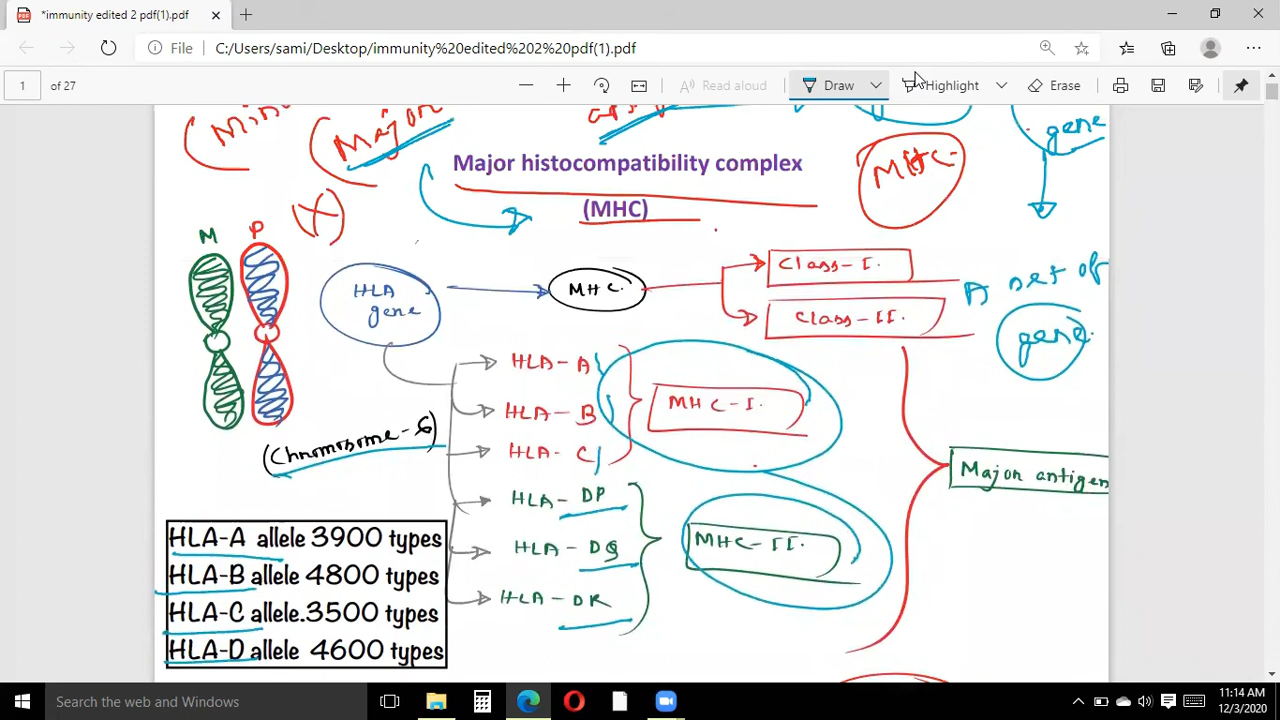 *immunity edited 2 pdf(1).pdf
File C:/Users/sami/Desktop/immunity%20edited%202%20pdf(1).pdf
1 of 27 Read aloud Draw Highlight Erase
Major
gene
Major histocompatibility complex
(MHC)
MHC
M P
HLA
gene
MHC.
Class-I.
Class-II.
A set of
gene.
HLA-A
HLA-B
HLA-C
MHC-I.
(Chromosome-6)
Major antigen
HLA-DP
HLA-DQ
HLA-DR
MHC-II.
HLA-A allele 3900 types
HLA-B allele 4800 types
HLA-C allele.3500 types
HLA-D allele 4600 types
Search the web and Windows
11:14 AM
12/3/2020